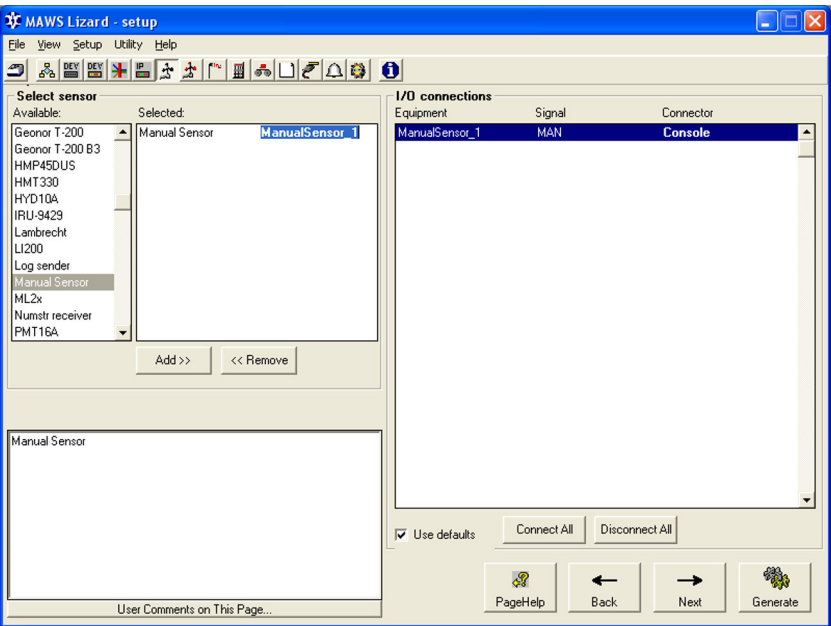 MAWS Lizard - setup
File View Setup Utility Help
DEV DEV IP
Select sensor
Available: Selected:
Geonor T-200
Geonor T-200 B3
HMP45DUS
HMT330
HYD10A
IRU-9429
Lambrecht
LI200
Log sender
Manual Sensor
ML2x
Numstr receiver
PMT16A
Manual Sensor ManualSensor_1
Add >> << Remove
Manual Sensor
User Comments on This Page...
I/O connections
Equipment Signal Connector
ManualSensor_1 MAN Console
Use defaults Connect All Disconnect All
PageHelp Back Next Generate